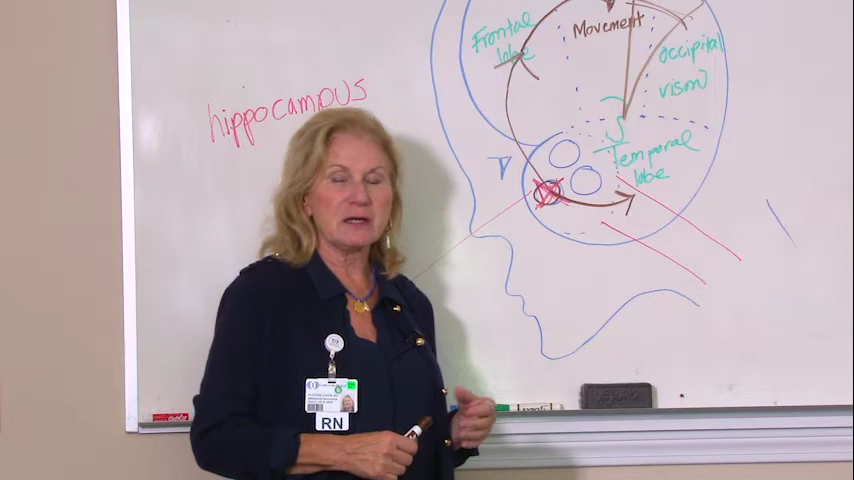 Frontal
lobe
Movement
occipital
vison
hippocampus
Temporal
lobe
RN